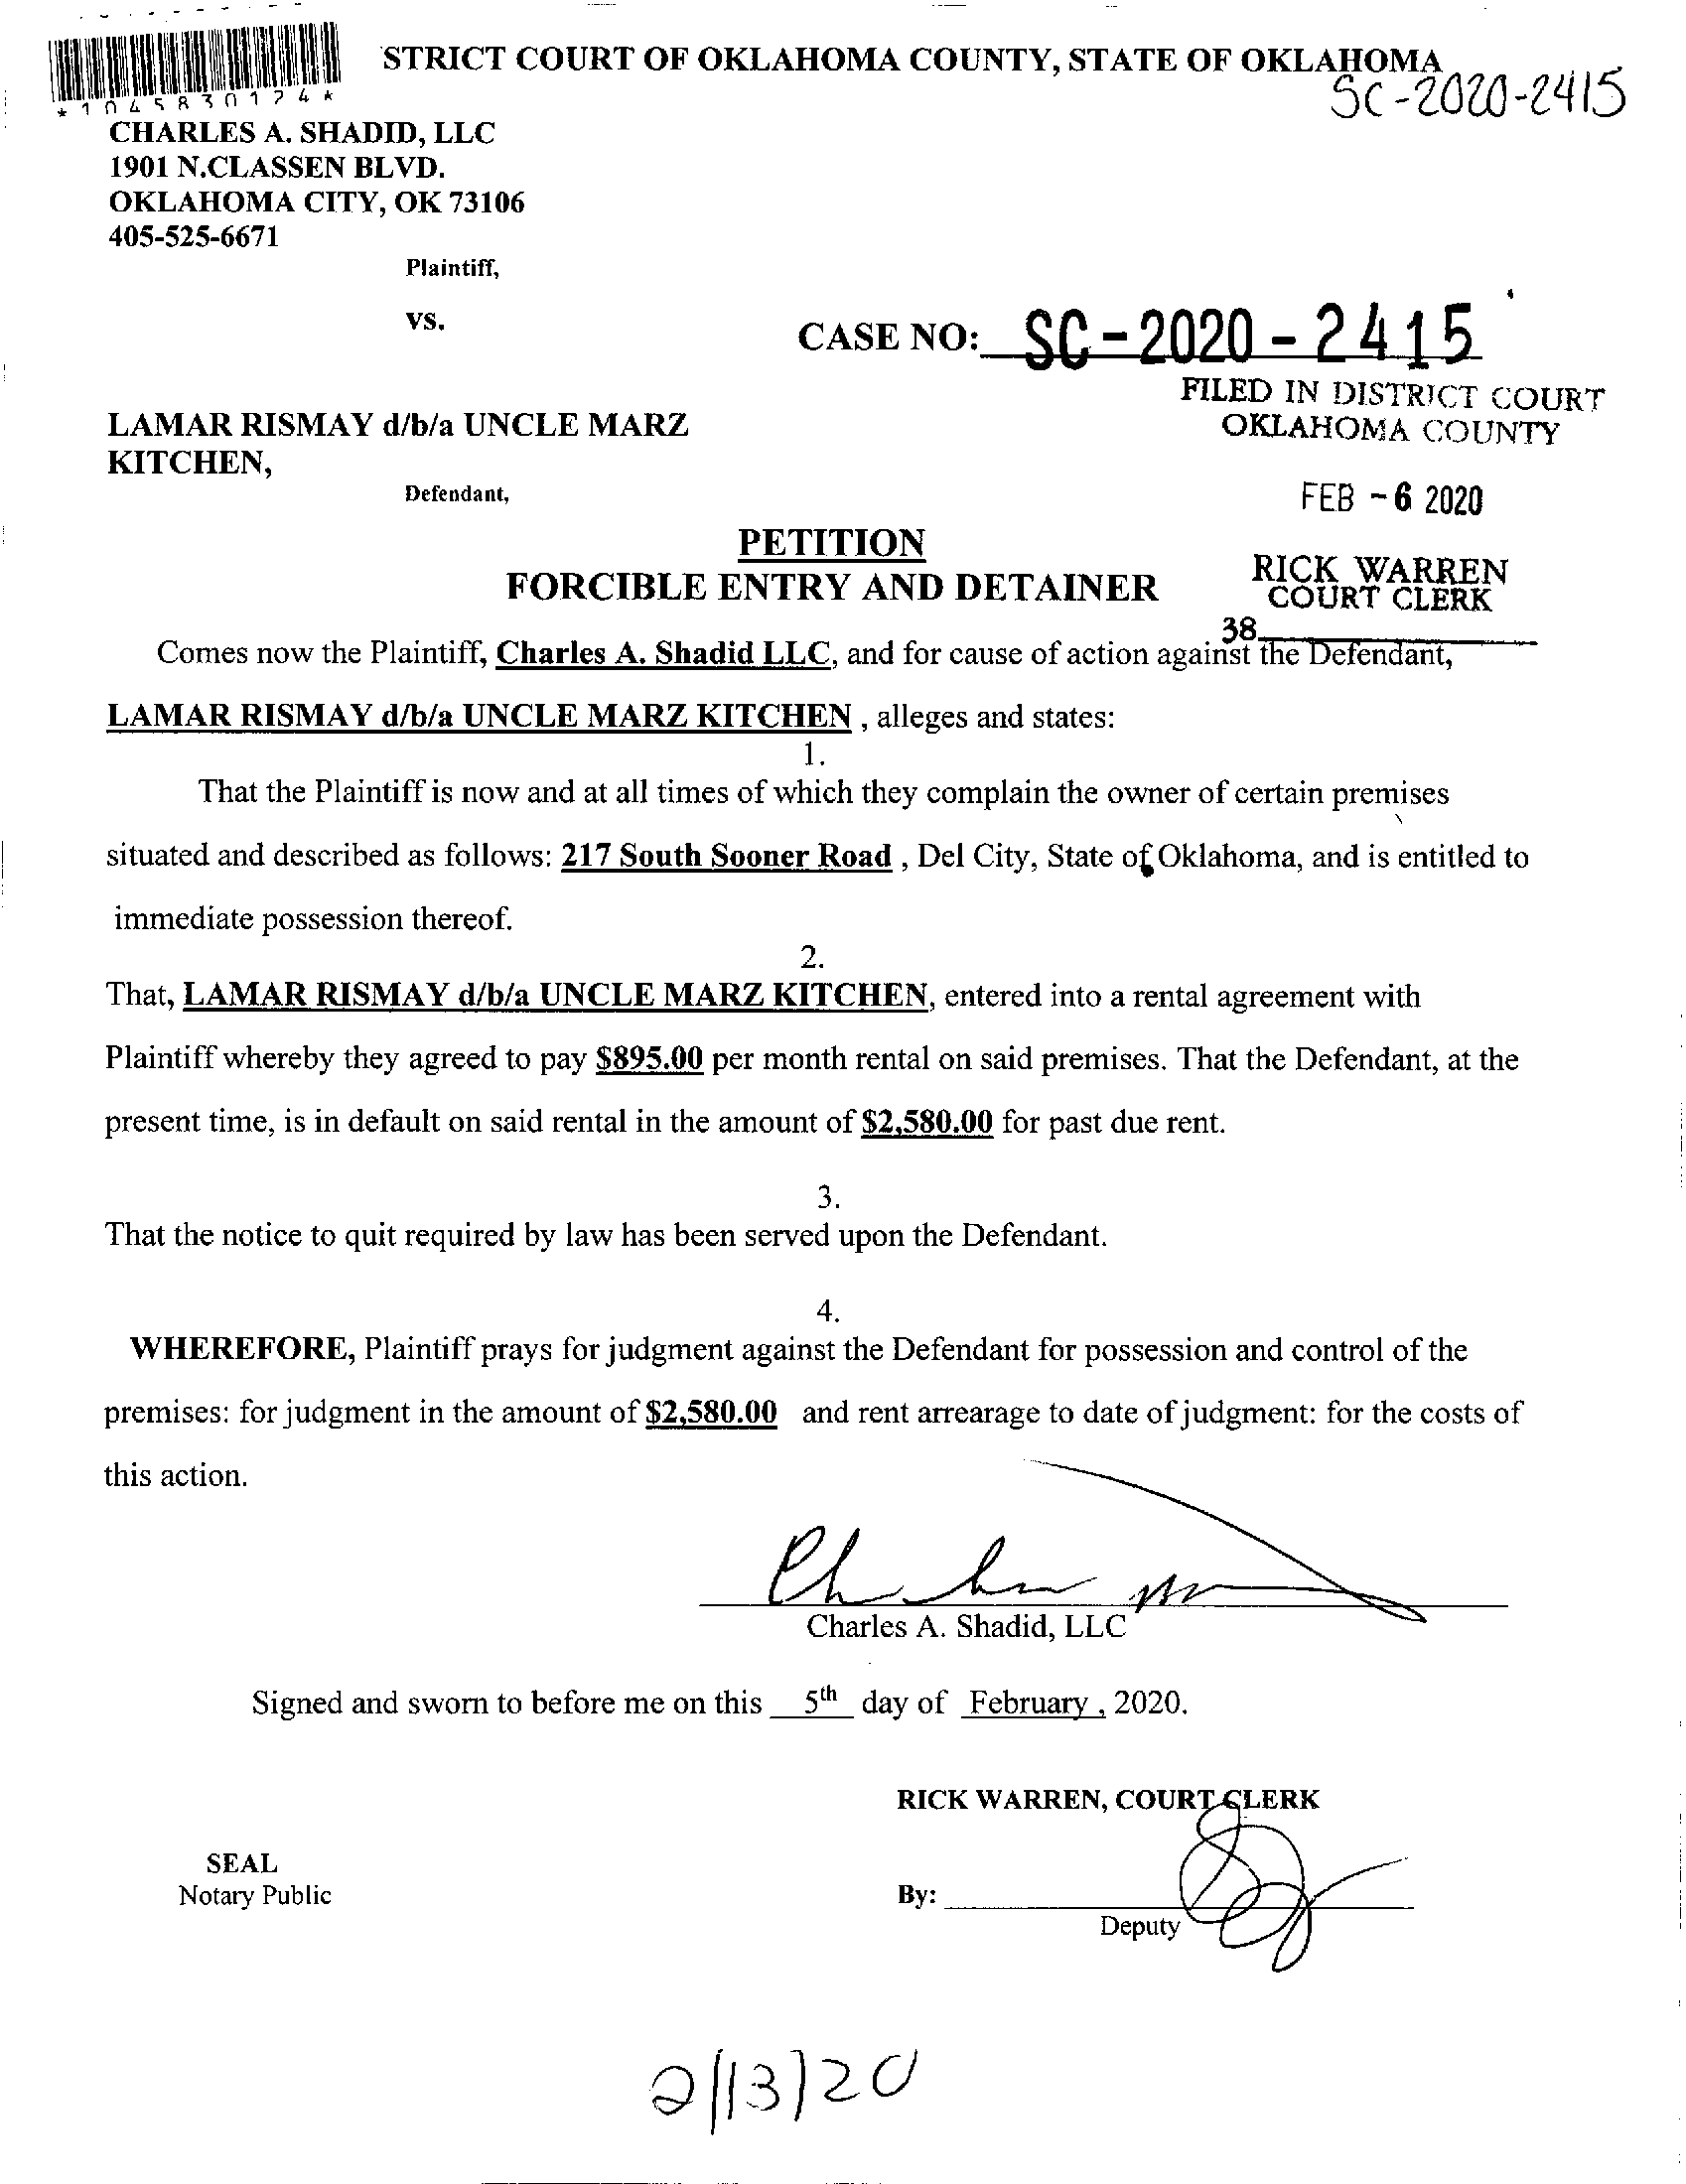 STRICT COURT OF OKLAHOMA COUNTY, STATE OF OKLAHOMA
SC-2020-2415
*1045830174*
CHARLES A. SHADID, LLC
1901 N.CLASSEN BLVD.
OKLAHOMA CITY, OK 73106
405-525-6671
Plaintiff,
vs.
CASE NO: SC-2020-2415
FILED IN DISTRICT COURT
OKLAHOMA COUNTY
LAMAR RISMAY d/b/a UNCLE MARZ
KITCHEN,
Defendant,
FEB -6 2020
PETITION
FORCIBLE ENTRY AND DETAINER
RICK WARREN
COURT CLERK
38
Comes now the Plaintiff, Charles A. Shadid LLC, and for cause of action against the Defendant,
LAMAR RISMAY d/b/a UNCLE MARZ KITCHEN , alleges and states:
1.
That the Plaintiff is now and at all times of which they complain the owner of certain premises
situated and described as follows: 217 South Sooner Road , Del City, State of Oklahoma, and is entitled to
immediate possession thereof.
2.
That, LAMAR RISMAY d/b/a UNCLE MARZ KITCHEN, entered into a rental agreement with
Plaintiff whereby they agreed to pay $895.00 per month rental on said premises. That the Defendant, at the
present time, is in default on said rental in the amount of $2,580.00 for past due rent.
3.
That the notice to quit required by law has been served upon the Defendant.
4.
WHEREFORE, Plaintiff prays for judgment against the Defendant for possession and control of the
premises: for judgment in the amount of $2,580.00 and rent arrearage to date of judgment: for the costs of
this action.
Charles A. Shadid, LLC
Signed and sworn to before me on this 5th day of February , 2020.
RICK WARREN, COURT CLERK
SEAL
Notary Public
By:
Deputy
2/13/20